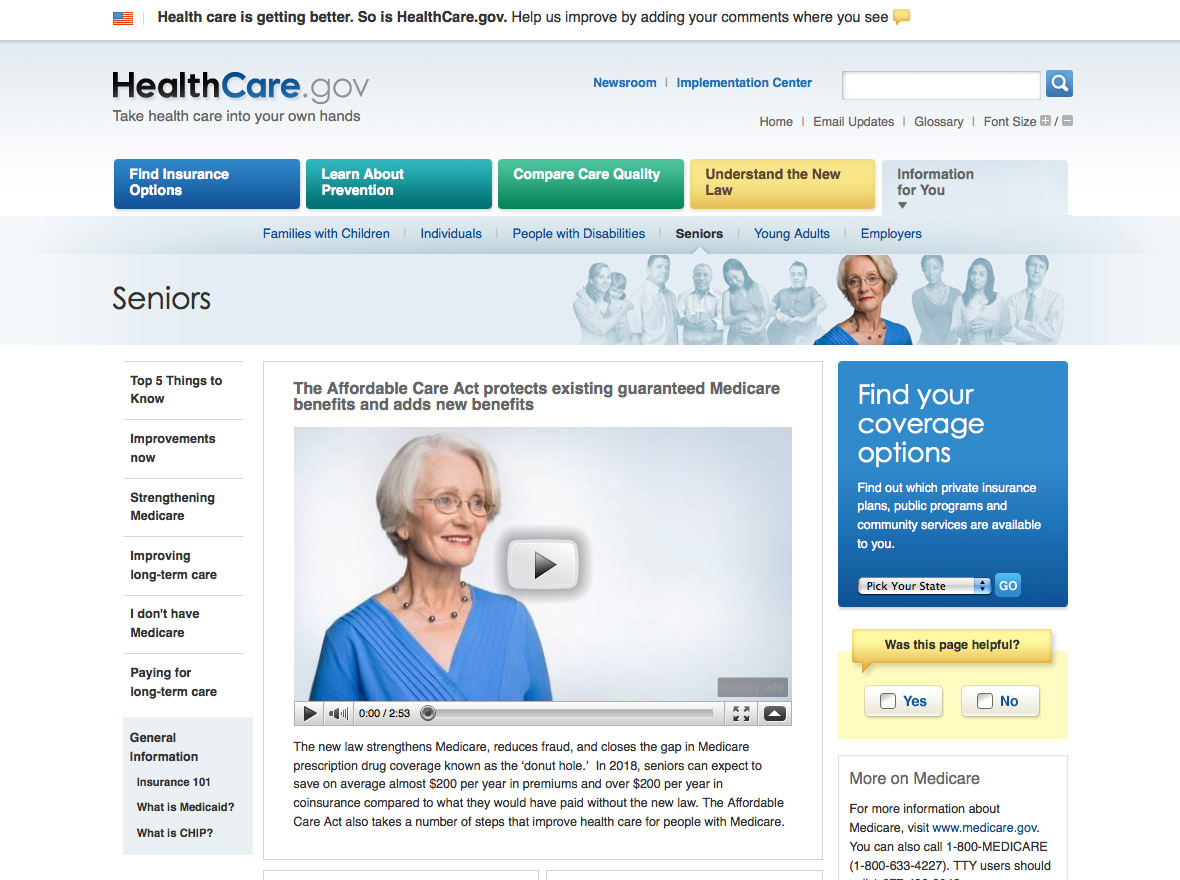 Health care is getting better. So is HealthCare.gov. Help us improve by adding your comments where you see
HealthCare.gov
Take health care into your own hands
Newsroom | Implementation Center
Home | Email Updates | Glossary | Font Size + / -
Find Insurance
Options
Learn About
Prevention
Compare Care Quality
Understand the New
Law
Information
for You
Families with Children | Individuals | People with Disabilities | Seniors | Young Adults | Employers
Seniors
Top 5 Things to
Know
Improvements
now
Strengthening
Medicare
Improving
long-term care
I don't have
Medicare
Paying for
long-term care
General
Information
Insurance 101
What is Medicaid?
What is CHIP?
The Affordable Care Act protects existing guaranteed Medicare
benefits and adds new benefits
Privacy Info
0:00 / 2:53
The new law strengthens Medicare, reduces fraud, and closes the gap in Medicare
prescription drug coverage known as the ‘donut hole.’ In 2018, seniors can expect to
save on average almost $200 per year in premiums and over $200 per year in
coinsurance compared to what they would have paid without the new law. The Affordable
Care Act also takes a number of steps that improve health care for people with Medicare.
Find your
coverage
options
Find out which private insurance
plans, public programs and
community services are available
to you.
Pick Your State GO
Was this page helpful?
Yes No
More on Medicare
For more information about
Medicare, visit www.medicare.gov.
You can also call 1-800-MEDICARE
(1-800-633-4227). TTY users should